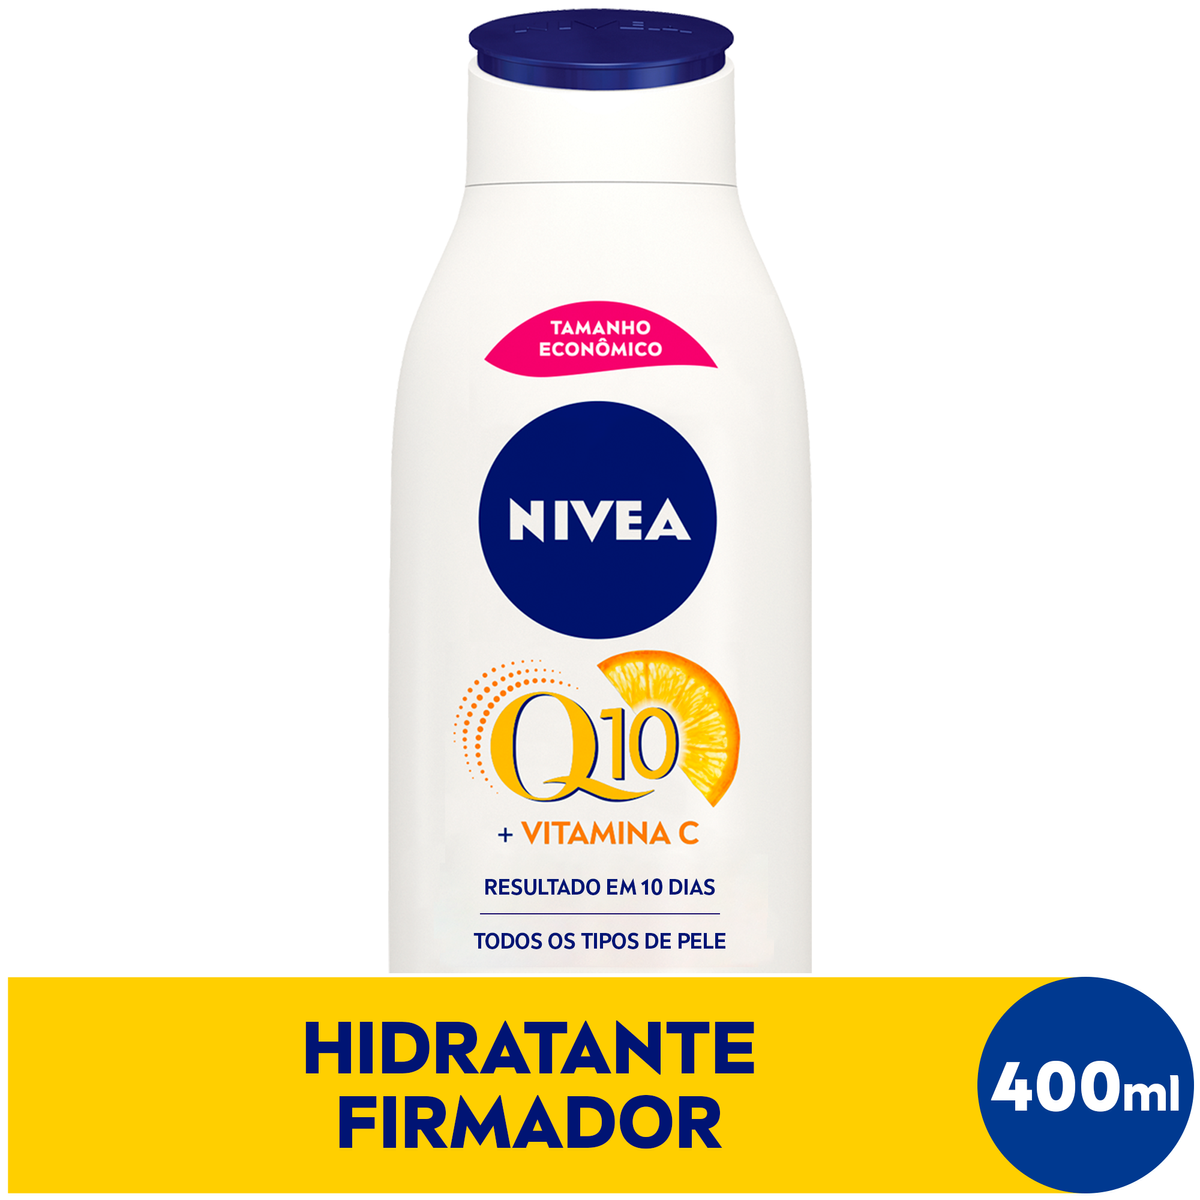 TAMANHO
ECONÔMICO
NIVEA
Q10
+ VITAMINA C
RESULTADO EM 10 DIAS
TODOS OS TIPOS DE PELE
HIDRATANTE
FIRMADOR
400ml